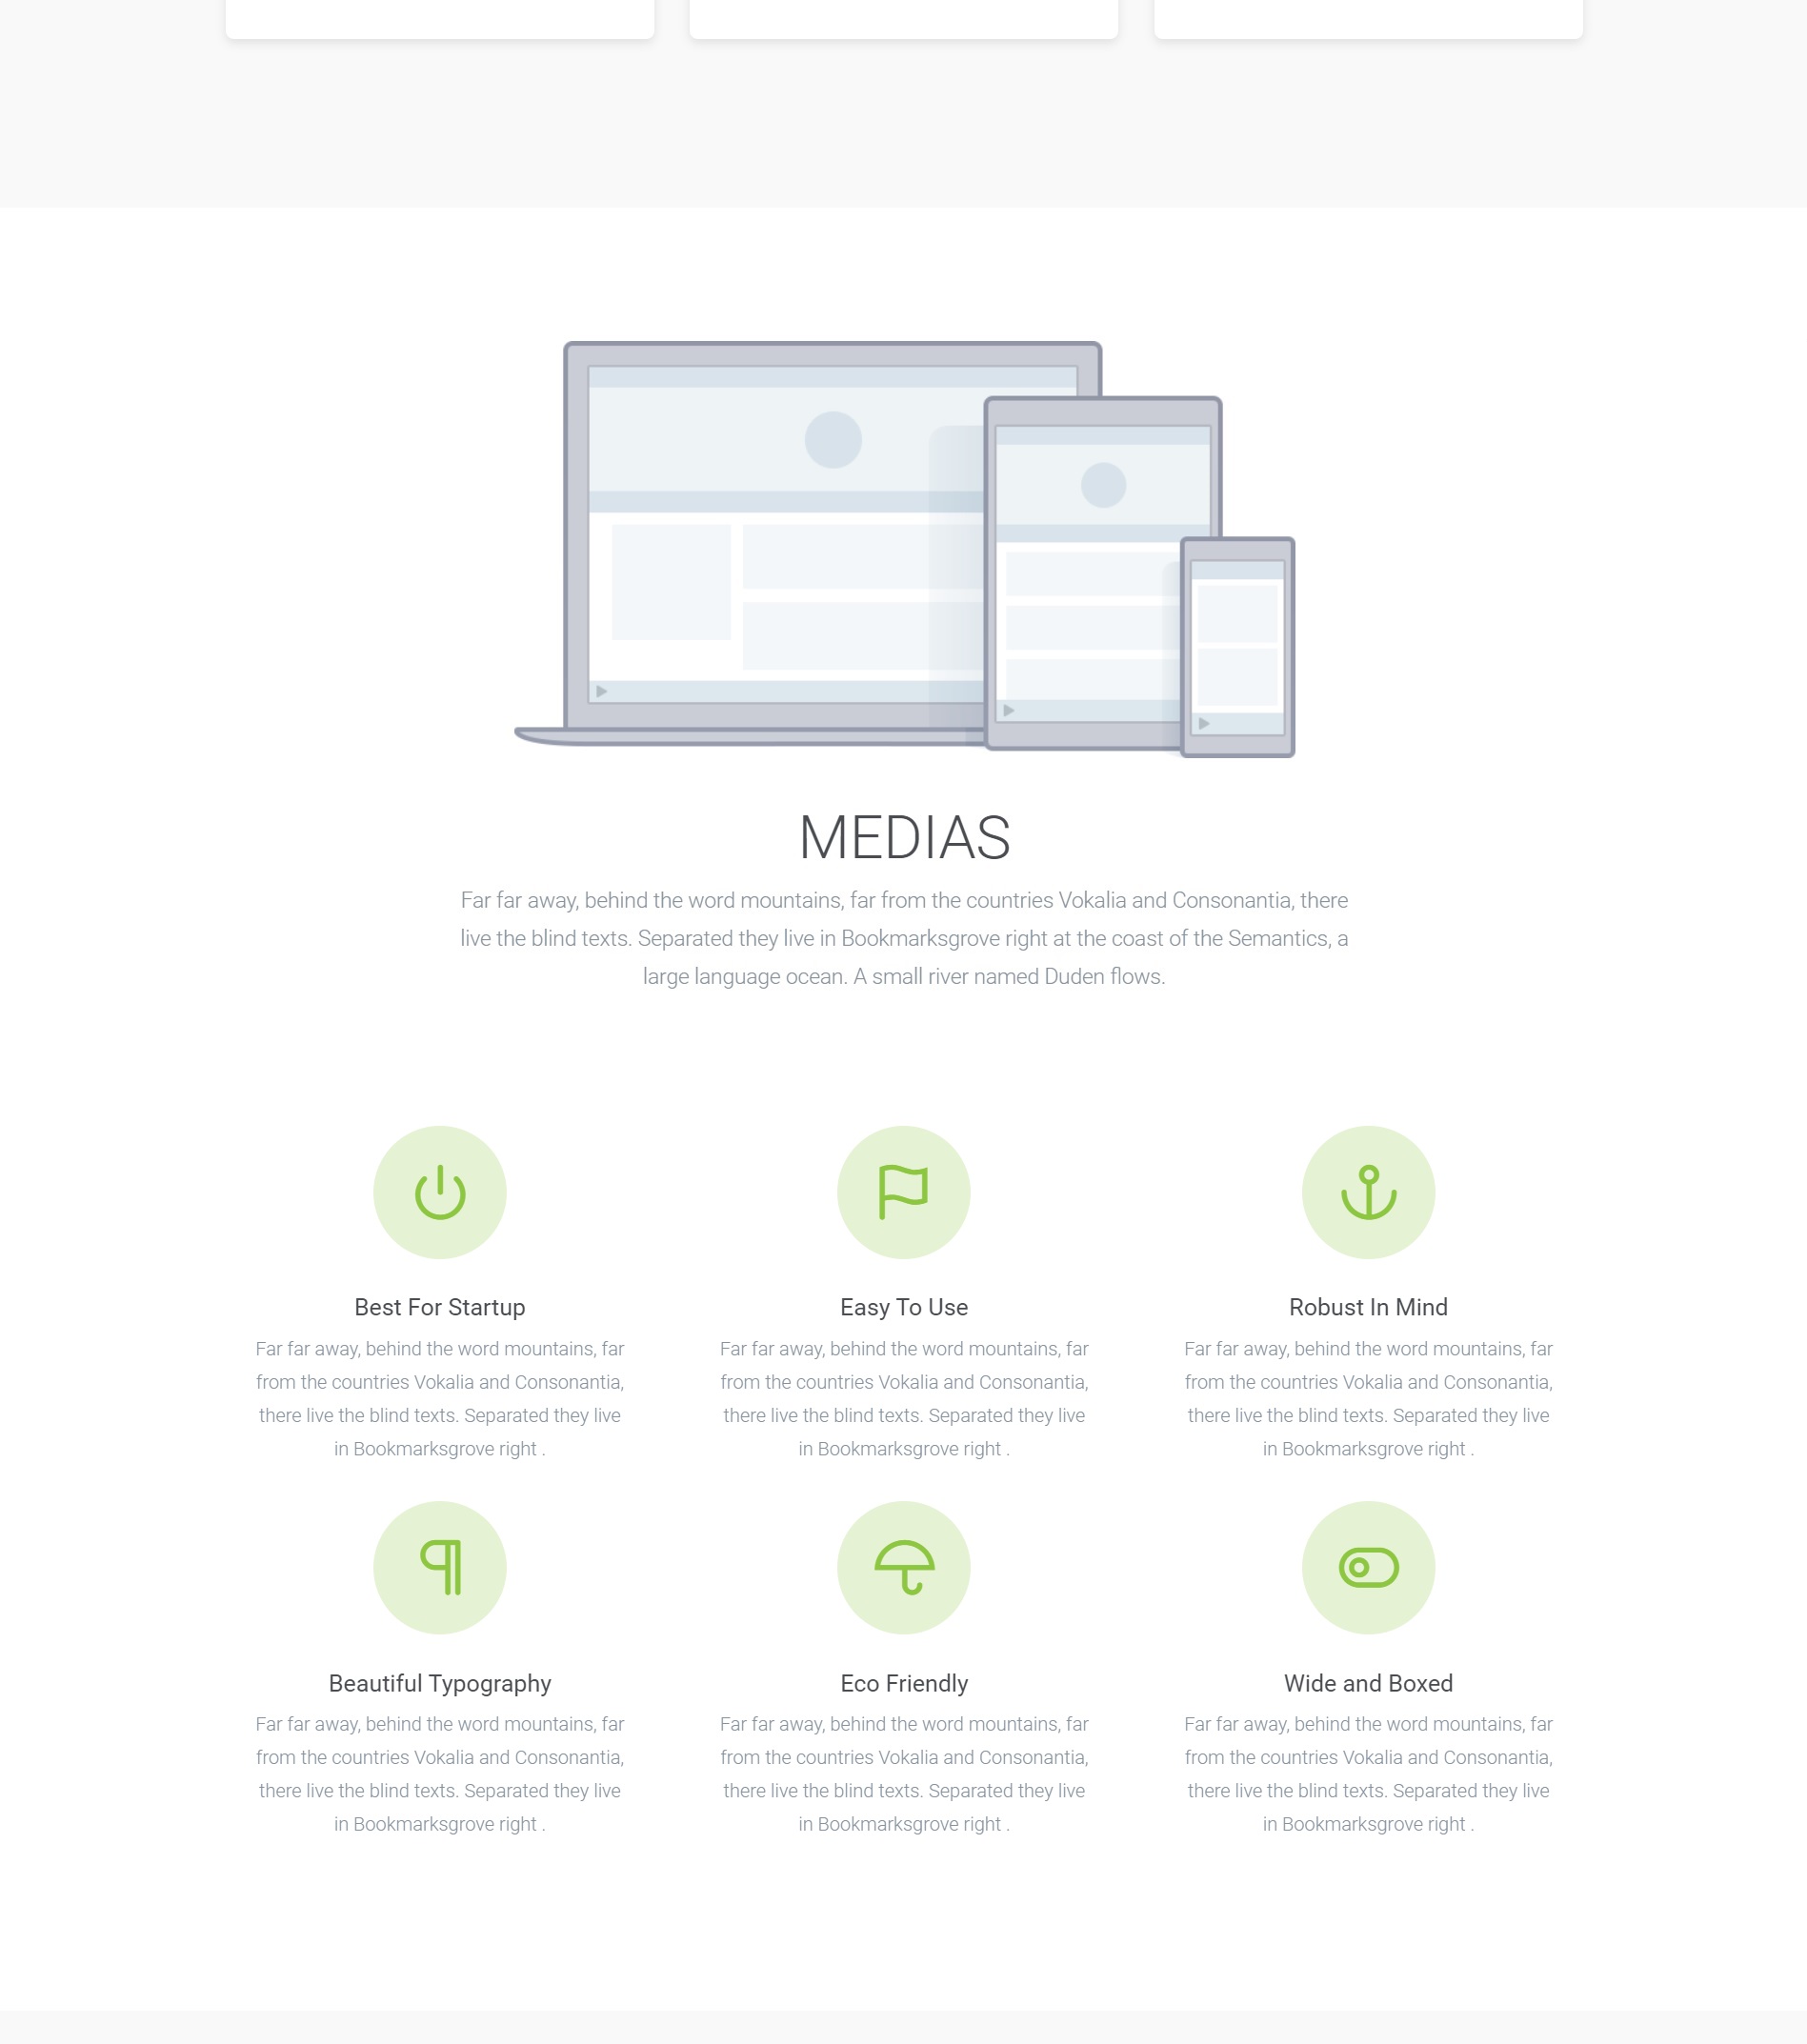 MEDIAS
Far far away, behind the word mountains, far from the countries Vokalia and Consonantia, there
live the blind texts. Separated they live in Bookmarksgrove right at the coast of the Semantics, a
large language ocean. A small river named Duden flows.
Best For Startup
Far far away, behind the word mountains, far
from the countries Vokalia and Consonantia,
there live the blind texts. Separated they live
in Bookmarksgrove right .
Easy To Use
Far far away, behind the word mountains, far
from the countries Vokalia and Consonantia,
there live the blind texts. Separated they live
in Bookmarksgrove right .
Robust In Mind
Far far away, behind the word mountains, far
from the countries Vokalia and Consonantia,
there live the blind texts. Separated they live
in Bookmarksgrove right .
Beautiful Typography
Far far away, behind the word mountains, far
from the countries Vokalia and Consonantia,
there live the blind texts. Separated they live
in Bookmarksgrove right .
Eco Friendly
Far far away, behind the word mountains, far
from the countries Vokalia and Consonantia,
there live the blind texts. Separated they live
in Bookmarksgrove right .
Wide and Boxed
Far far away, behind the word mountains, far
from the countries Vokalia and Consonantia,
there live the blind texts. Separated they live
in Bookmarksgrove right .